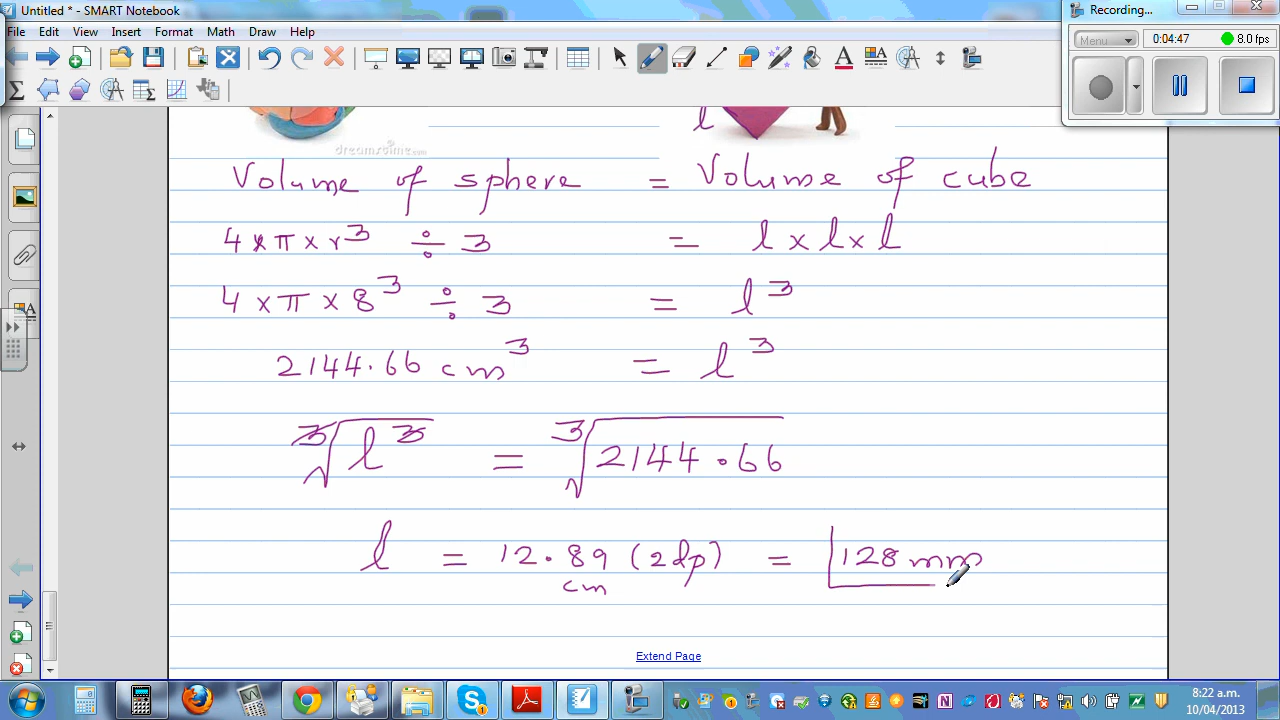 Untitled * - SMART Notebook
Recording...
File Edit View Insert Format Math Draw Help
Menu
0:04:47
8.0 fps
dreamstime.com
l
Volume of sphere = Volume of cube
4 x π x r³ ÷ 3 = l x l x l
4 x π x 8³ ÷ 3 = l³
2144.66 cm³ = l³
³√l³ = ³√2144.66
l = 12.89 (2dp) = 128 mm
cm
Extend Page
8:22 a.m.
10/04/2013